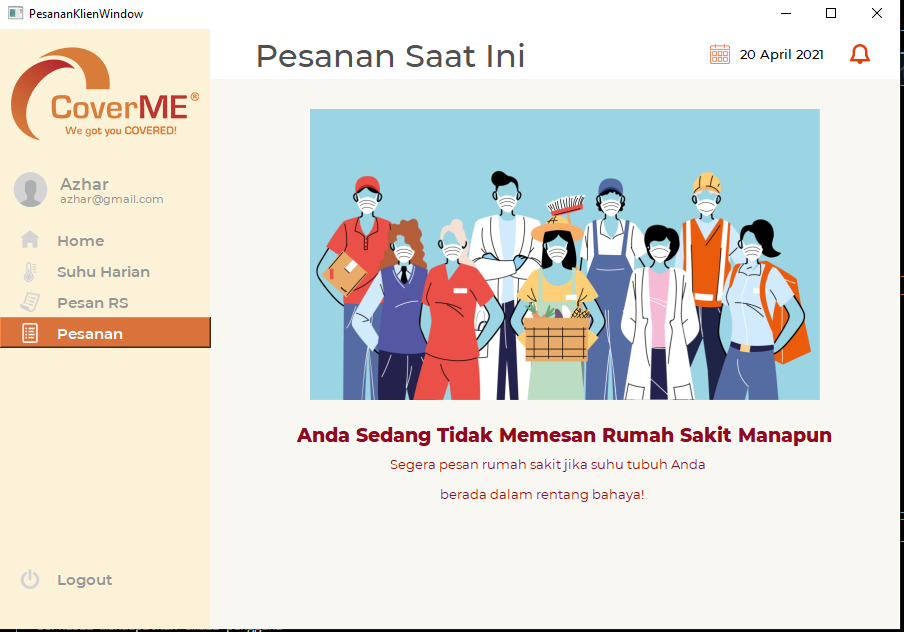 PesananKlienWindow
CoverME®
We got you COVERED!
Azhar
azhar@gmail.com
Home
Suhu Harian
Pesan RS
Pesanan
Logout
Pesanan Saat Ini
20 April 2021
Anda Sedang Tidak Memesan Rumah Sakit Manapun
Segera pesan rumah sakit jika suhu tubuh Anda
berada dalam rentang bahaya!